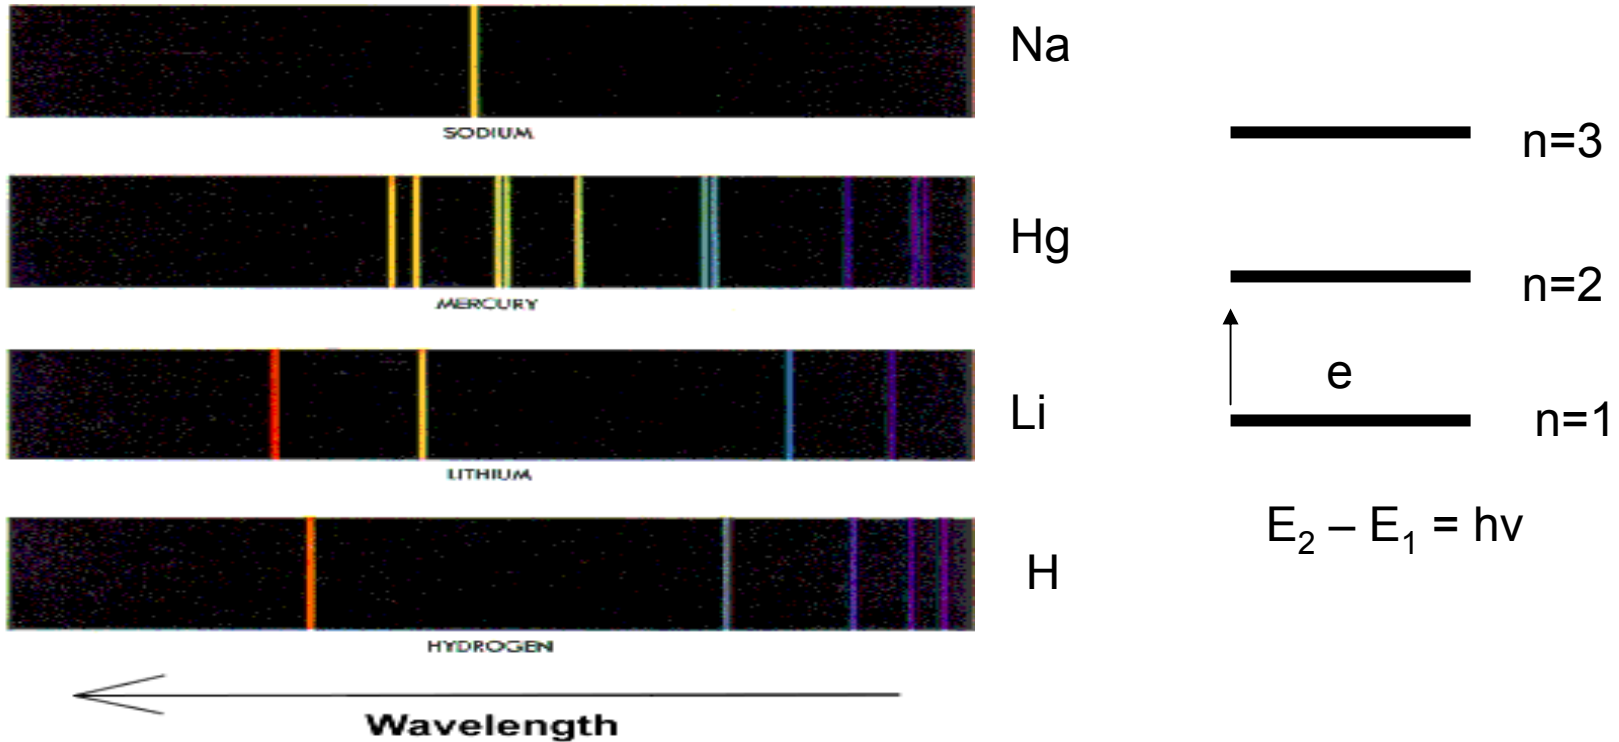 Na
SODIUM
Hg
MERCURY
Li
LITHIUM
H
HYDROGEN
Wavelength
n=3
n=2
e
n=1
E₂ – E₁ = hv